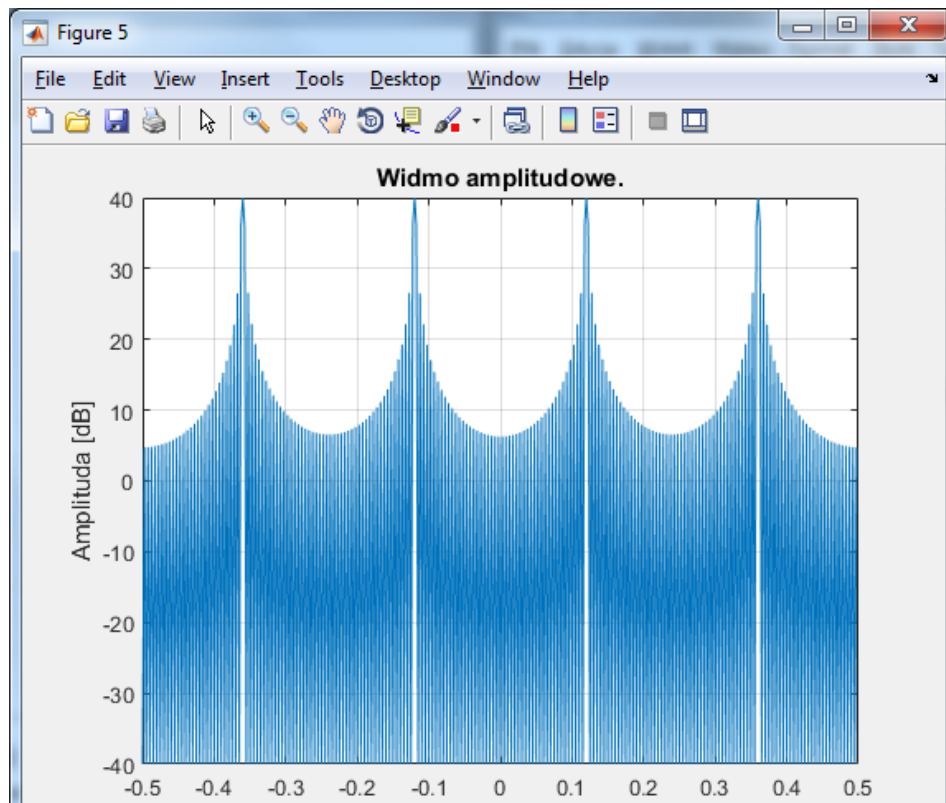 Figure 5
File Edit View Insert Tools Desktop Window Help
Widmo amplitudowe.
Amplituda [dB]
40
30
20
10
0
-10
-20
-30
-40
-0.5 -0.4 -0.3 -0.2 -0.1 0 0.1 0.2 0.3 0.4 0.5